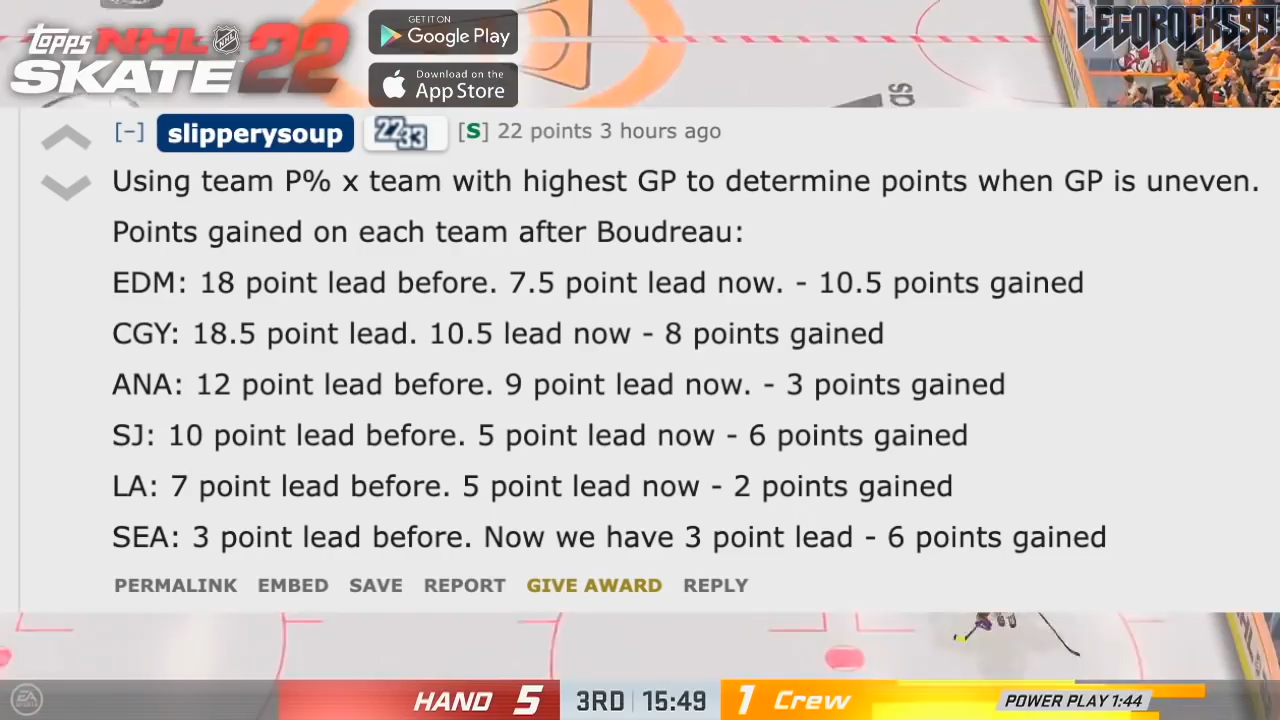 Topps NHL NHL 22
SKATE
GET IT ON
Google Play
Download on the
App Store
LEGOROCKS99
[−] slipperysoup 22 33 [S] 22 points 3 hours ago
Using team P% x team with highest GP to determine points when GP is uneven.
Points gained on each team after Boudreau:
EDM: 18 point lead before. 7.5 point lead now. - 10.5 points gained
CGY: 18.5 point lead. 10.5 lead now - 8 points gained
ANA: 12 point lead before. 9 point lead now. - 3 points gained
SJ: 10 point lead before. 5 point lead now - 6 points gained
LA: 7 point lead before. 5 point lead now - 2 points gained
SEA: 3 point lead before. Now we have 3 point lead - 6 points gained
PERMALINK EMBED SAVE REPORT GIVE AWARD REPLY
EA SPORTS
HAND 5 3RD 15:49 1 Crew POWER PLAY 1:44